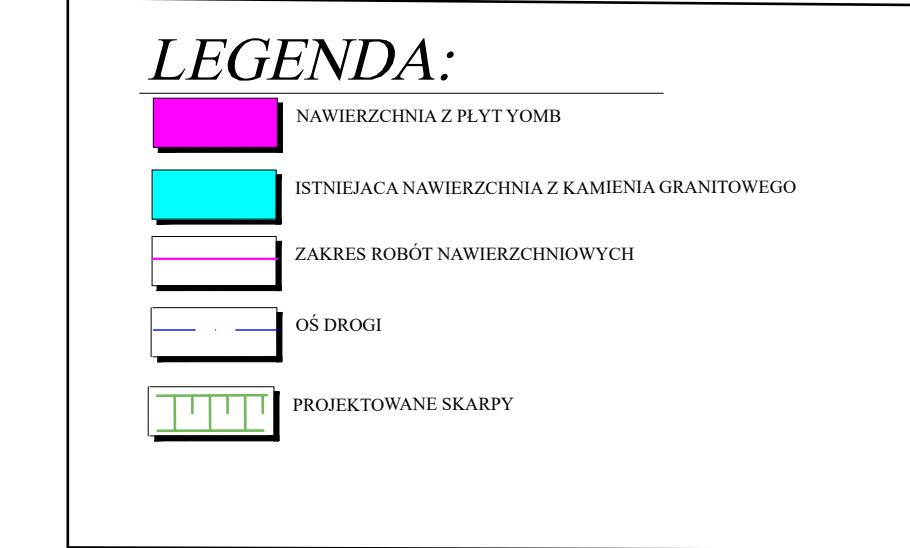 LEGENDA:
NAWIERZCHNIA Z PŁYT YOMB
ISTNIEJACA NAWIERZCHNIA Z KAMIENIA GRANITOWEGO
ZAKRES ROBÓT NAWIERZCHNIOWYCH
OŚ DROGI
PROJEKTOWANE SKARPY